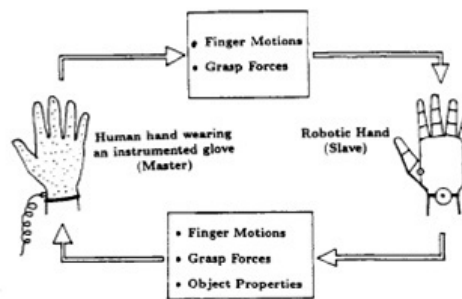 • Finger Motions
• Grasp Forces
Human hand wearing
an instrumented glove
(Master)
Robotic Hand
(Slave)
• Finger Motions
• Grasp Forces
• Object Properties